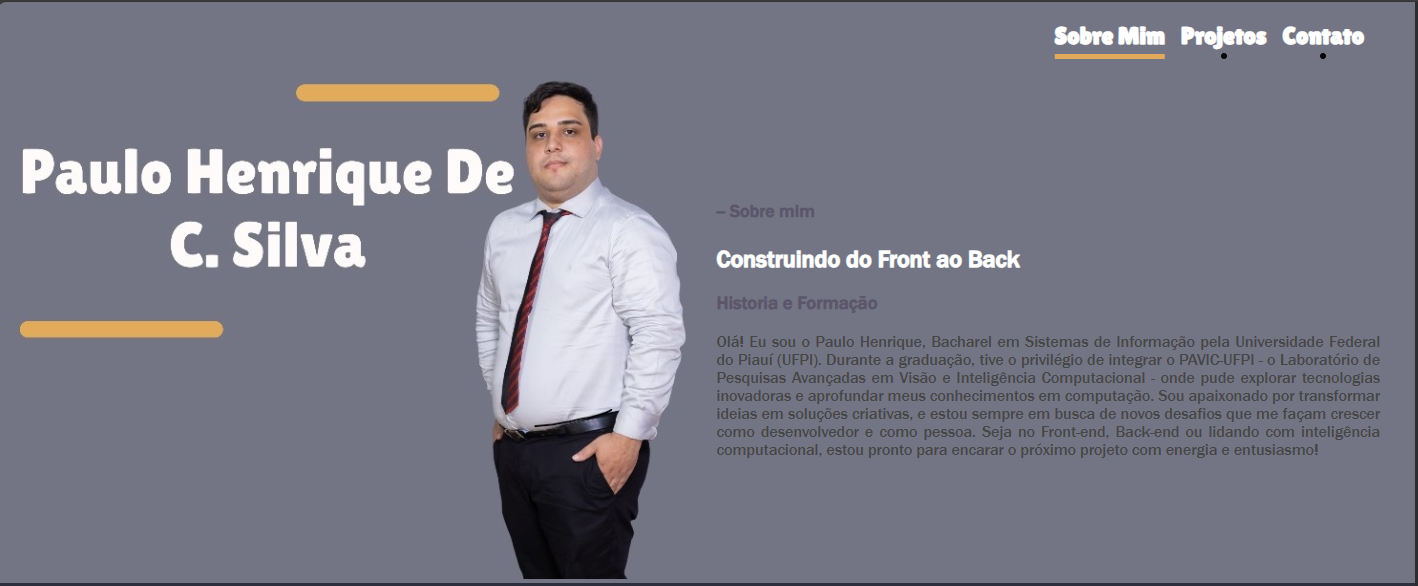 Sobre Mim Projetos Contato
Paulo Henrique De
C. Silva
– Sobre mim
Construindo do Front ao Back
Historia e Formação
Olá! Eu sou o Paulo Henrique, Bacharel em Sistemas de Informação pela Universidade Federal
do Piauí (UFPI). Durante a graduação, tive o privilégio de integrar o PAVIC-UFPI - o Laboratório de
Pesquisas Avançadas em Visão e Inteligência Computacional - onde pude explorar tecnologias
inovadoras e aprofundar meus conhecimentos em computação. Sou apaixonado por transformar
ideias em soluções criativas, e estou sempre em busca de novos desafios que me façam crescer
como desenvolvedor e como pessoa. Seja no Front-end, Back-end ou lidando com inteligência
computacional, estou pronto para encarar o próximo projeto com energia e entusiasmo!